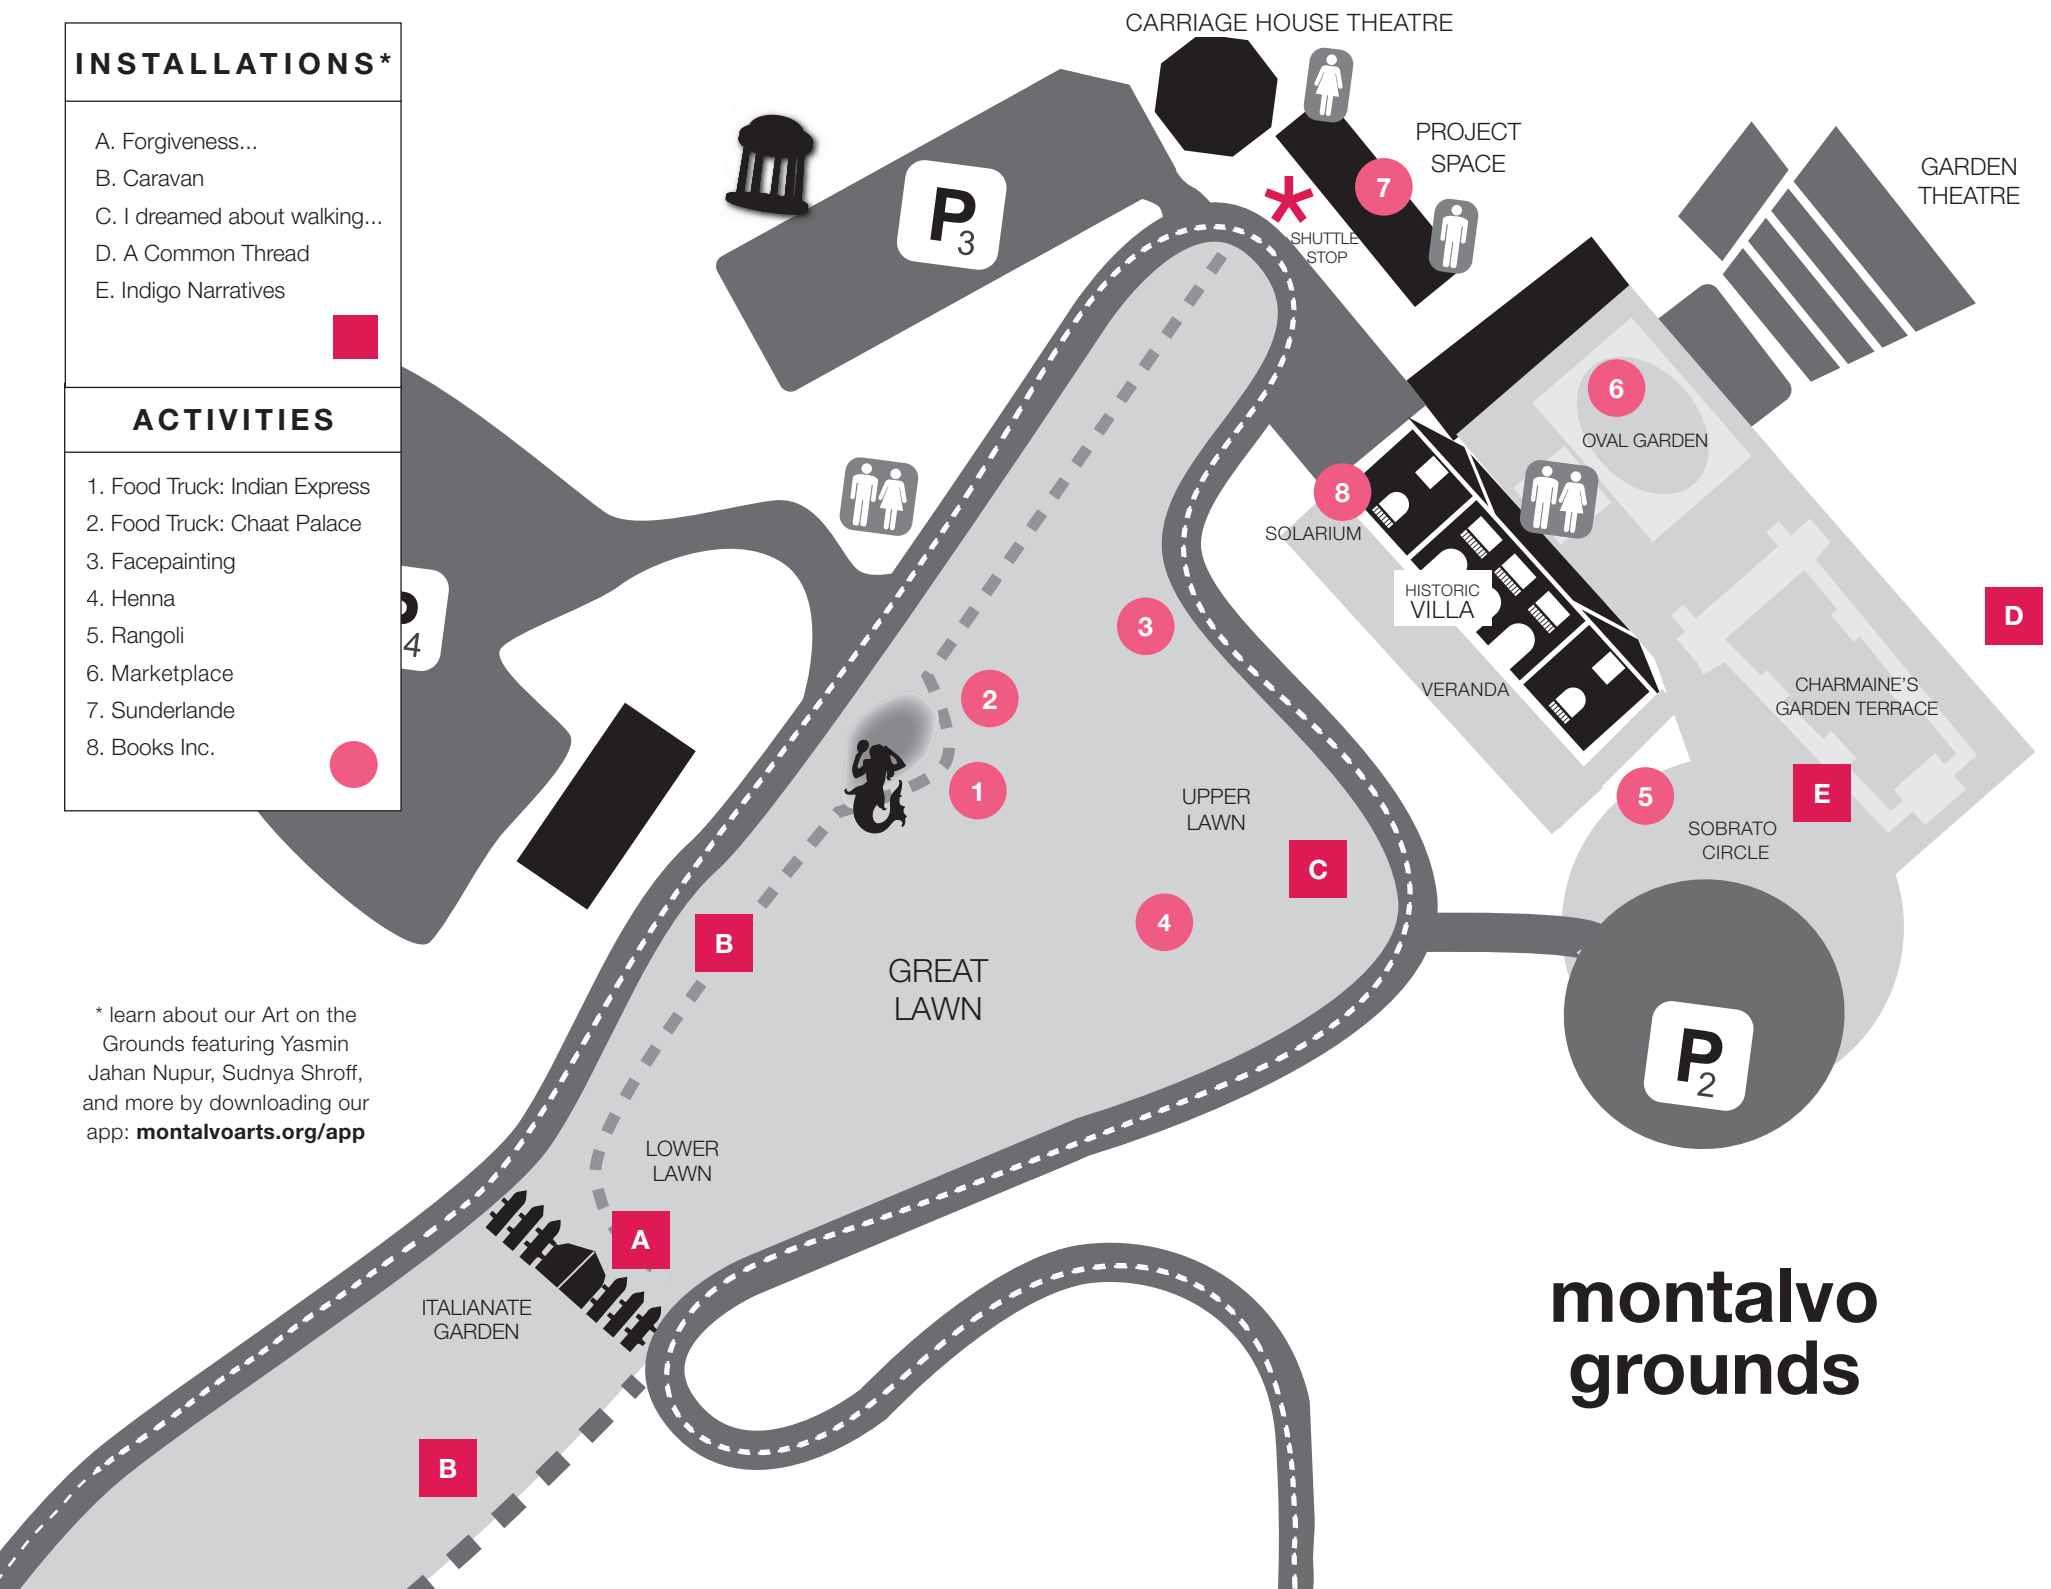 INSTALLATIONS*
A. Forgiveness...
B. Caravan
C. I dreamed about walking...
D. A Common Thread
E. Indigo Narratives
ACTIVITIES
1. Food Truck: Indian Express
2. Food Truck: Chaat Palace
3. Facepainting
4. Henna
5. Rangoli
6. Marketplace
7. Sunderlande
8. Books Inc.
* learn about our Art on the
Grounds featuring Yasmin
Jahan Nupur, Sudnya Shroff,
and more by downloading our
app: montalvoarts.org/app
CARRIAGE HOUSE THEATRE
PROJECT
SPACE
7
*
SHUTTLE
STOP
P3
GARDEN
THEATRE
6
OVAL GARDEN
8
SOLARIUM
HISTORIC
VILLA
VERANDA
D
CHARMAINE'S
GARDEN TERRACE
E
5
SOBRATO
CIRCLE
P4
3
2
1
UPPER
LAWN
C
4
B
GREAT
LAWN
P2
LOWER
LAWN
A
ITALIANATE
GARDEN
B
montalvo
grounds